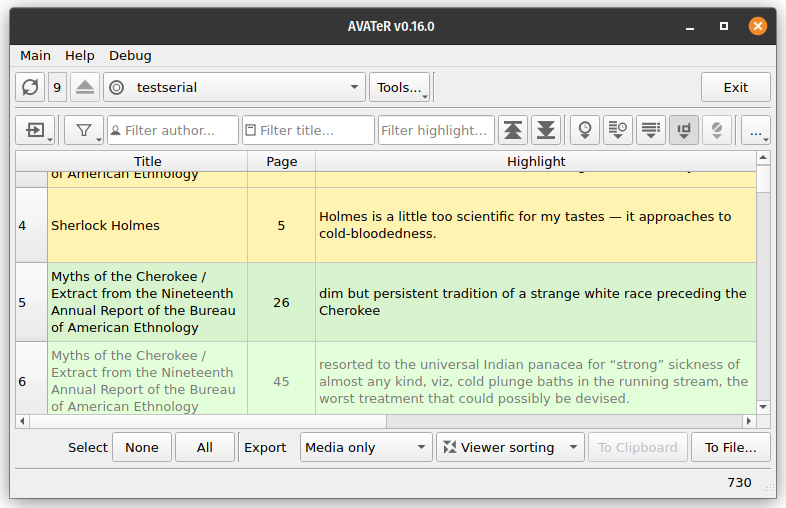 AVATeR v0.16.0
Main Help Debug
9 testserial Tools... Exit
Filter author... Filter title... Filter highlight... id ...
Title Page Highlight
of American Ethnology
4 Sherlock Holmes 5 Holmes is a little too scientific for my tastes — it approaches to
cold-bloodedness.
5 Myths of the Cherokee /
Extract from the Nineteenth
Annual Report of the Bureau
of American Ethnology
26
dim but persistent tradition of a strange white race preceding the
Cherokee
6 Myths of the Cherokee /
Extract from the Nineteenth
Annual Report of the Bureau
of American Ethnology
45
resorted to the universal Indian panacea for “strong” sickness of
almost any kind, viz, cold plunge baths in the running stream, the
worst treatment that could possibly be devised.
Select None All Export Media only Viewer sorting To Clipboard To File...
730